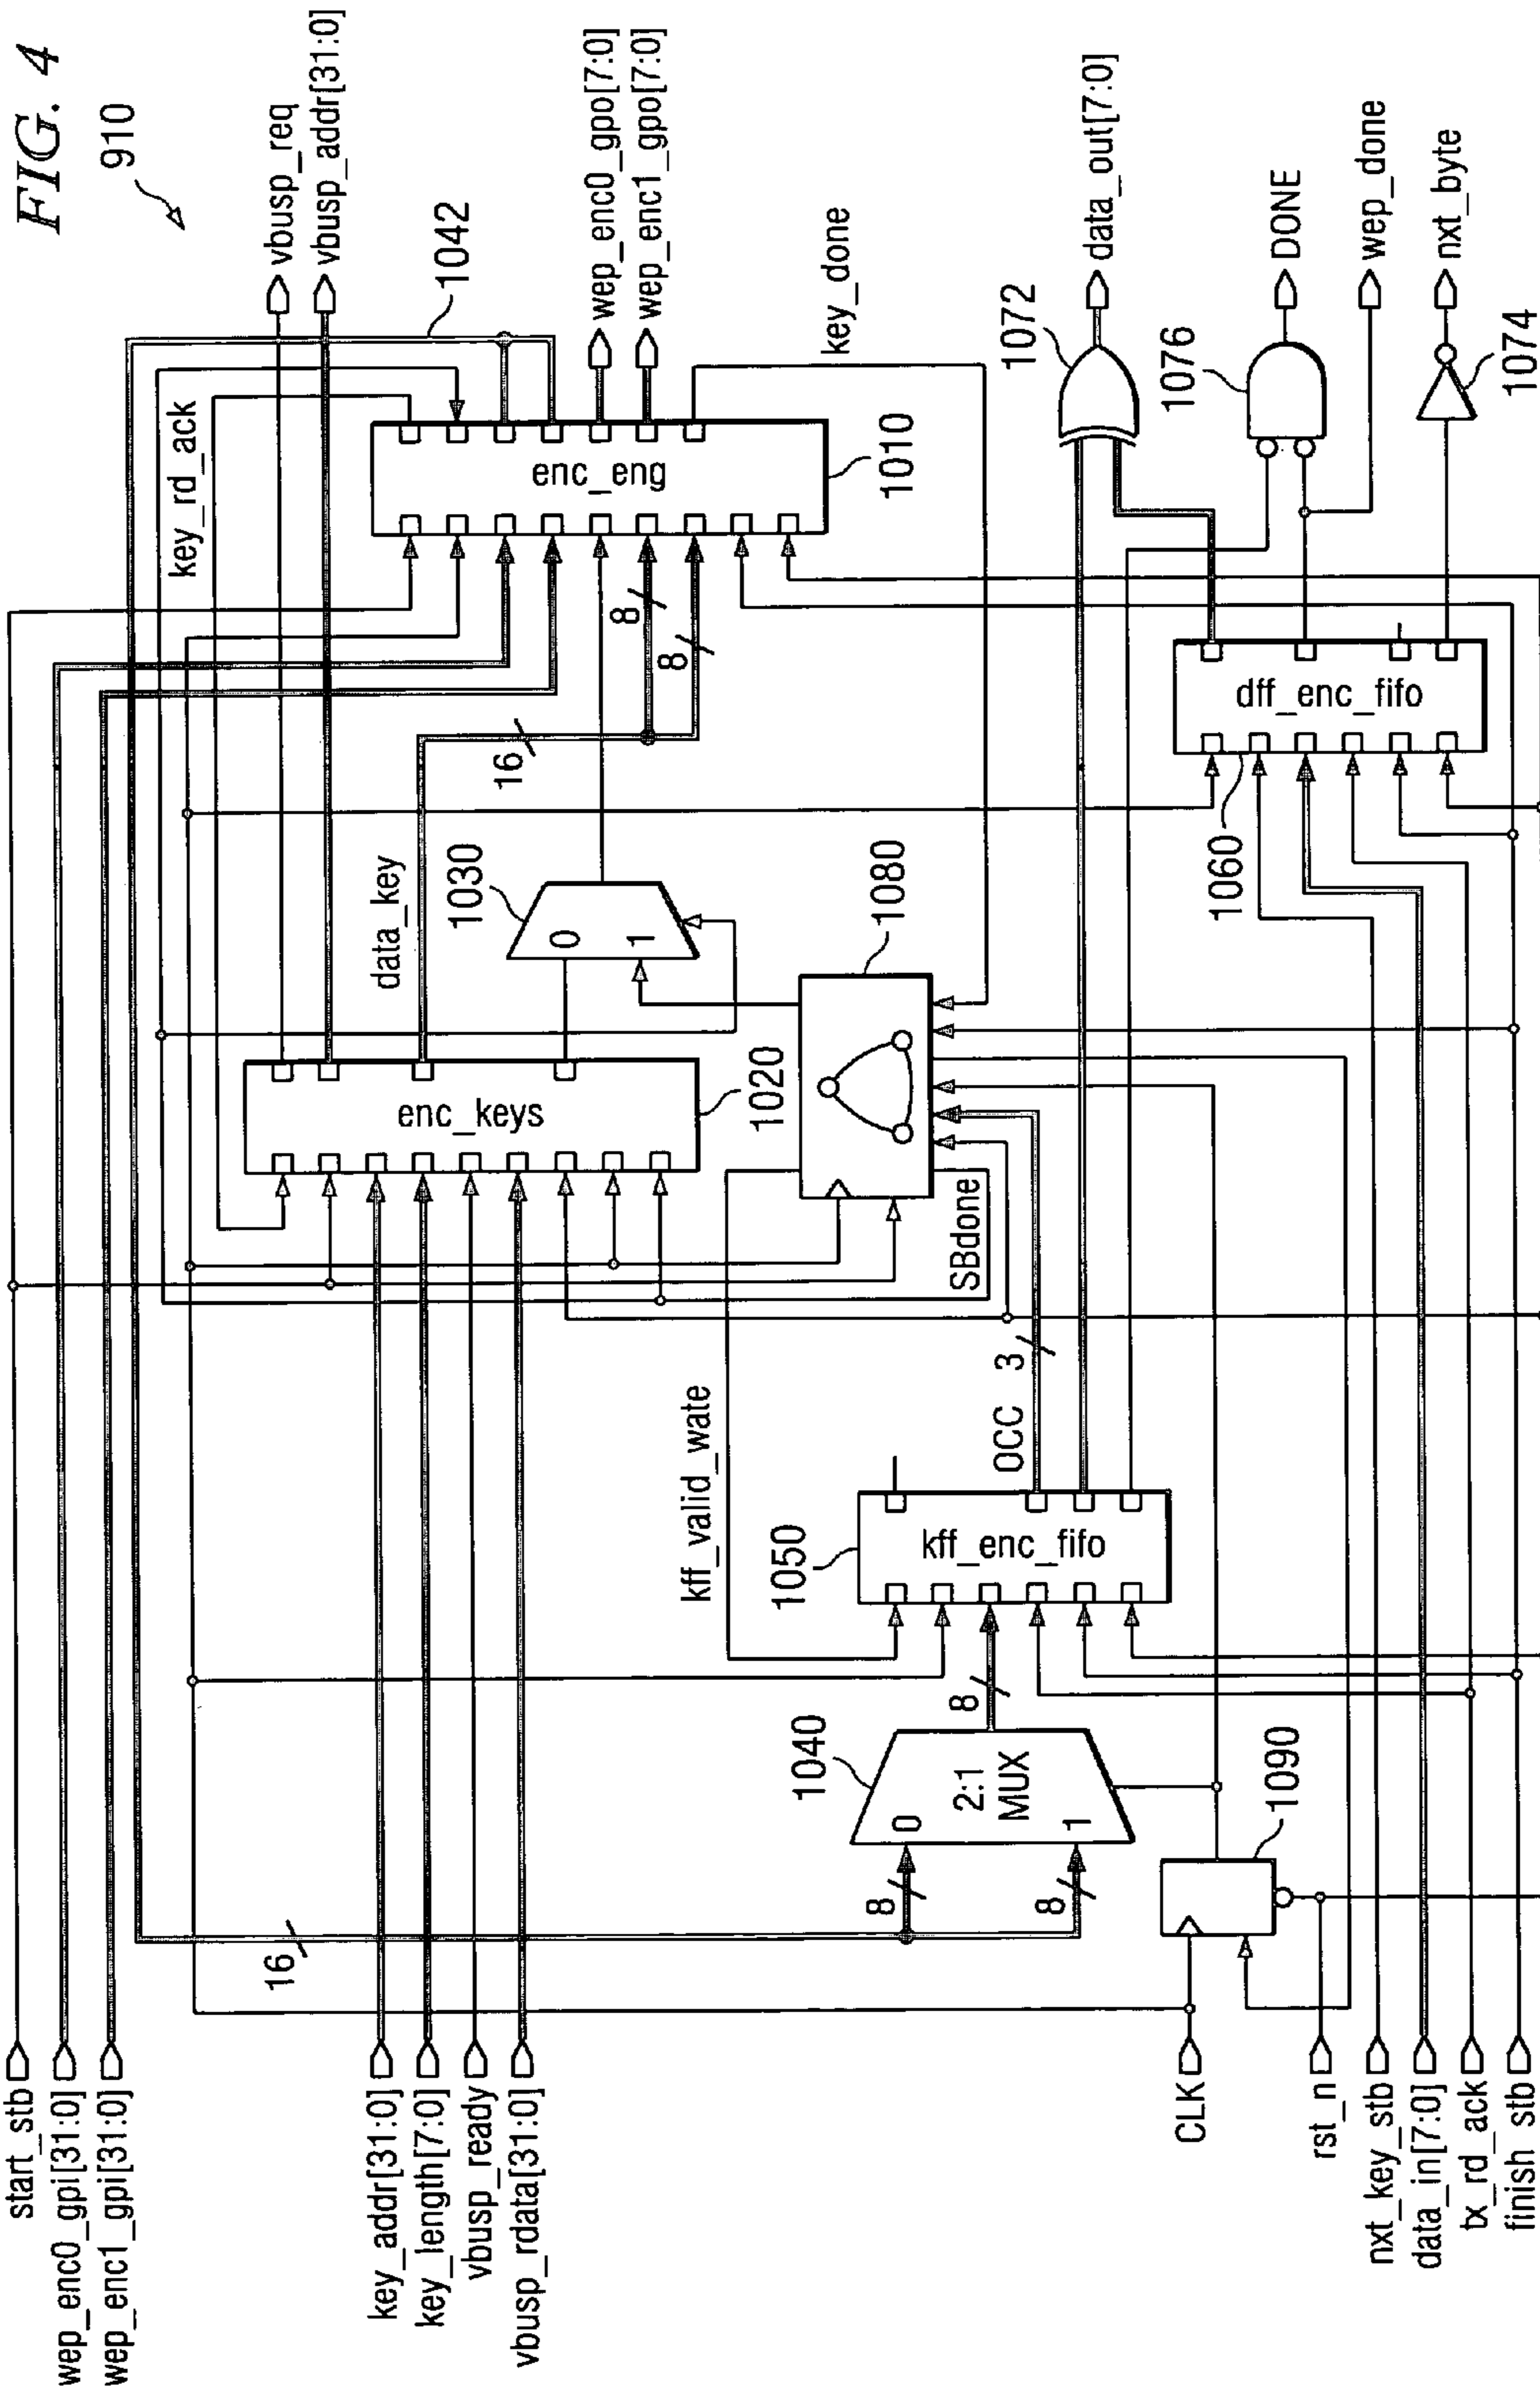 FIG. 4
910
start_stb
wep_enc0_gpi[31:0]
wep_enc1_gpi[31:0]
key_addr[31:0]
key_length[7:0]
vbusp_ready
vbusp_rdata[31:0]
CLK
rst_n
nxt_key_stb
data_in[7:0]
tx_rd_ack
finish_stb
16
8
8
0
2:1
MUX
1
1040
8
1090
1050
kff_enc_fifo
kff_valid_wate
OCC
3
SBdone
enc_keys
1020
1080
data_key
1030
0
1
16
8
8
key_rd_ack
enc_eng
1010
1042
key_done
1060
dff_enc_fifo
1072
1076
1074
vbusp_req
vbusp_addr[31:0]
wep_enc0_gpo[7:0]
wep_enc1_gpo[7:0]
data_out[7:0]
DONE
wep_done
nxt_byte